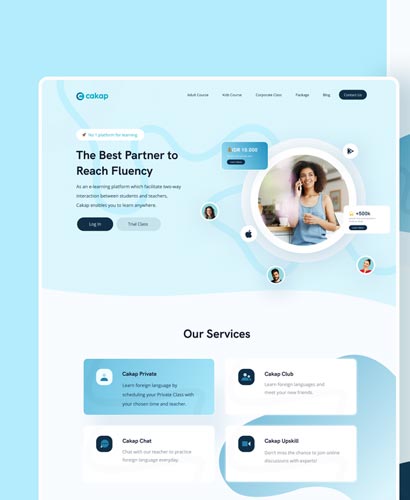 cakap
Adult Course
Kids Course
Corporate Class
Package
Blog
Contact Us
No 1 platform for learning
The Best Partner to
Reach Fluency
As an e-learning platform which facilitate two-way
interaction between students and teachers,
Cakap enables you to learn anywhere.
Log In
Trial Class
IDR 10.000
+500k
Our Services
Cakap Private
Learn foreign language by
scheduling your Private Class with
your chosen time and teacher.
Cakap Club
Learn foreign languages and
meet your new friends.
Cakap Chat
Chat with our teacher to practice
foreign language everyday.
Cakap Upskill
Don't miss the chance to join online
discussions with experts!